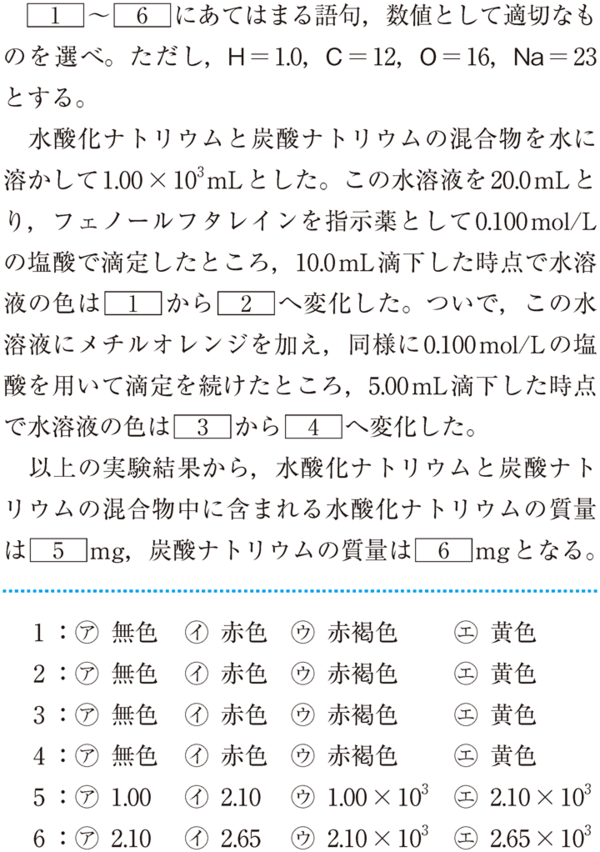 1 ～ 6 にあてはまる語句，数値として適切なも
のを選べ。ただし，H＝1.0，C＝12，O＝16，Na＝23
とする。
水酸化ナトリウムと炭酸ナトリウムの混合物を水に
溶かして1.00×10³mLとした。この水溶液を20.0mLと
り，フェノールフタレインを指示薬として0.100mol/L
の塩酸で滴定したところ，10.0mL滴下した時点で水溶
液の色は 1 から 2 へ変化した。ついで，この水
溶液にメチルオレンジを加え，同様に0.100mol/Lの塩
酸を用いて滴定を続けたところ，5.00mL滴下した時点
で水溶液の色は 3 から 4 へ変化した。
以上の実験結果から，水酸化ナトリウムと炭酸ナト
リウムの混合物中に含まれる水酸化ナトリウムの質量
は 5 mg，炭酸ナトリウムの質量は 6 mgとなる。
1：㋐ 無色 ㋑ 赤色 ㋒ 赤褐色 ㋓ 黄色
2：㋐ 無色 ㋑ 赤色 ㋒ 赤褐色 ㋓ 黄色
3：㋐ 無色 ㋑ 赤色 ㋒ 赤褐色 ㋓ 黄色
4：㋐ 無色 ㋑ 赤色 ㋒ 赤褐色 ㋓ 黄色
5：㋐ 1.00 ㋑ 2.10 ㋒ 1.00×10³ ㋓ 2.10×10³
6：㋐ 2.10 ㋑ 2.65 ㋒ 2.10×10³ ㋓ 2.65×10³